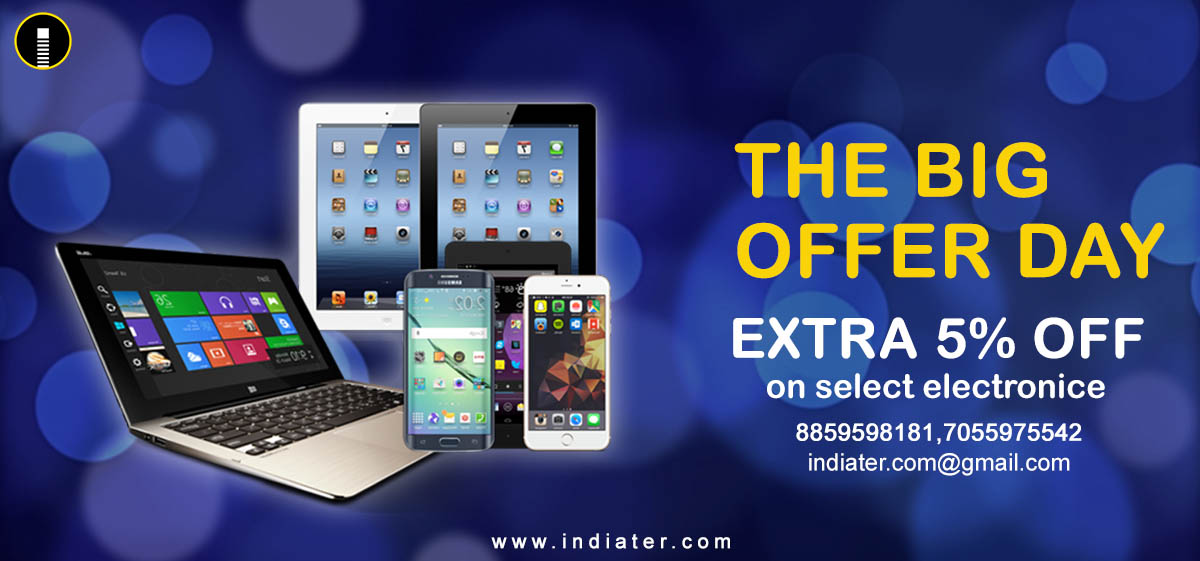 THE BIG
OFFER DAY
EXTRA 5% OFF
on select electronice
8859598181,7055975542
indiater.com@gmail.com
www.indiater.com